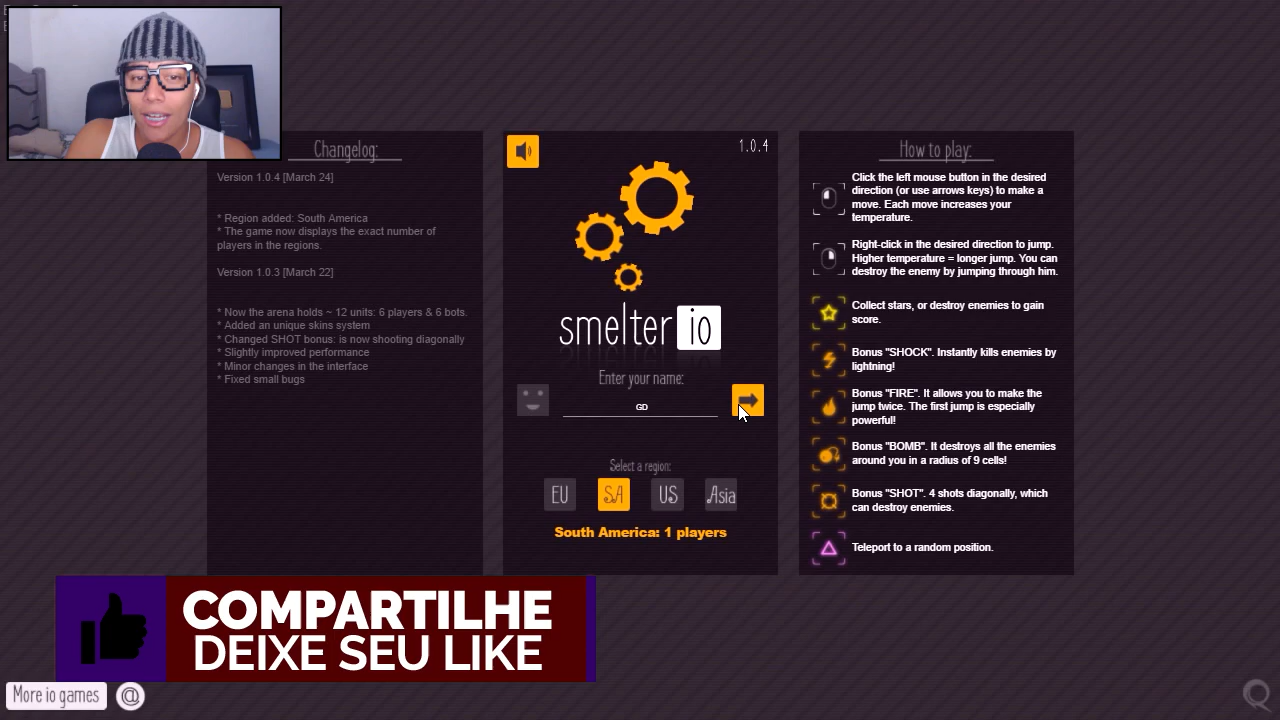 Changelog:
Version 1.0.4 [March 24]
* Region added: South America
* The game now displays the exact number of
players in the regions.
Version 1.0.3 [March 22]
* Now the arena holds ~ 12 units: 6 players & 6 bots.
* Added an unique skins system
* Changed SHOT bonus: is now shooting diagonally
* Slightly improved performance
* Minor changes in the interface
* Fixed small bugs
1.0.4
smelter io
Enter your name:
GD
Select a region:
EU SA US Asia
South America: 1 players
How to play:
Click the left mouse button in the desired
direction (or use arrows keys) to make a
move. Each move increases your
temperature.
Right-click in the desired direction to jump.
Higher temperature = longer jump. You can
destroy the enemy by jumping through him.
Collect stars, or destroy enemies to gain
score.
Bonus "SHOCK". Instantly kills enemies by
lightning!
Bonus "FIRE". It allows you to make the
jump twice. The first jump is especially
powerful!
Bonus "BOMB". It destroys all the enemies
around you in a radius of 9 cells!
Bonus "SHOT". 4 shots diagonally, which
can destroy enemies.
Teleport to a random position.
COMPARTILHE
DEIXE SEU LIKE
More io games @